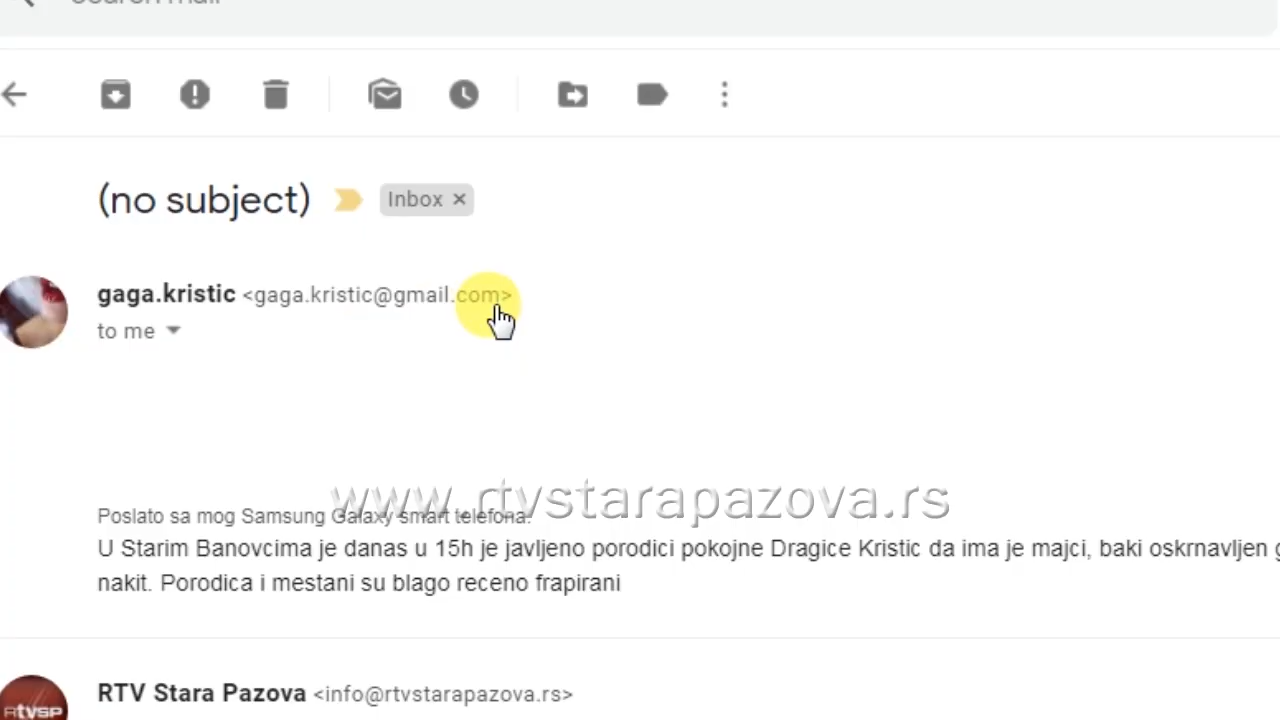 (no subject)
Inbox ×
gaga.kristic <gaga.kristic@gmail.com>
to me
www.rtvstarapazova.rs
Poslato sa mog Samsung Galaxy smart telefona.
U Starim Banovcima je danas u 15h je javljeno porodici pokojne Dragice Kristic da ima je majci, baki oskrnavljen
nakit. Porodica i mestani su blago receno frapirani
RTV Stara Pazova <info@rtvstarapazova.rs>
RTVSP